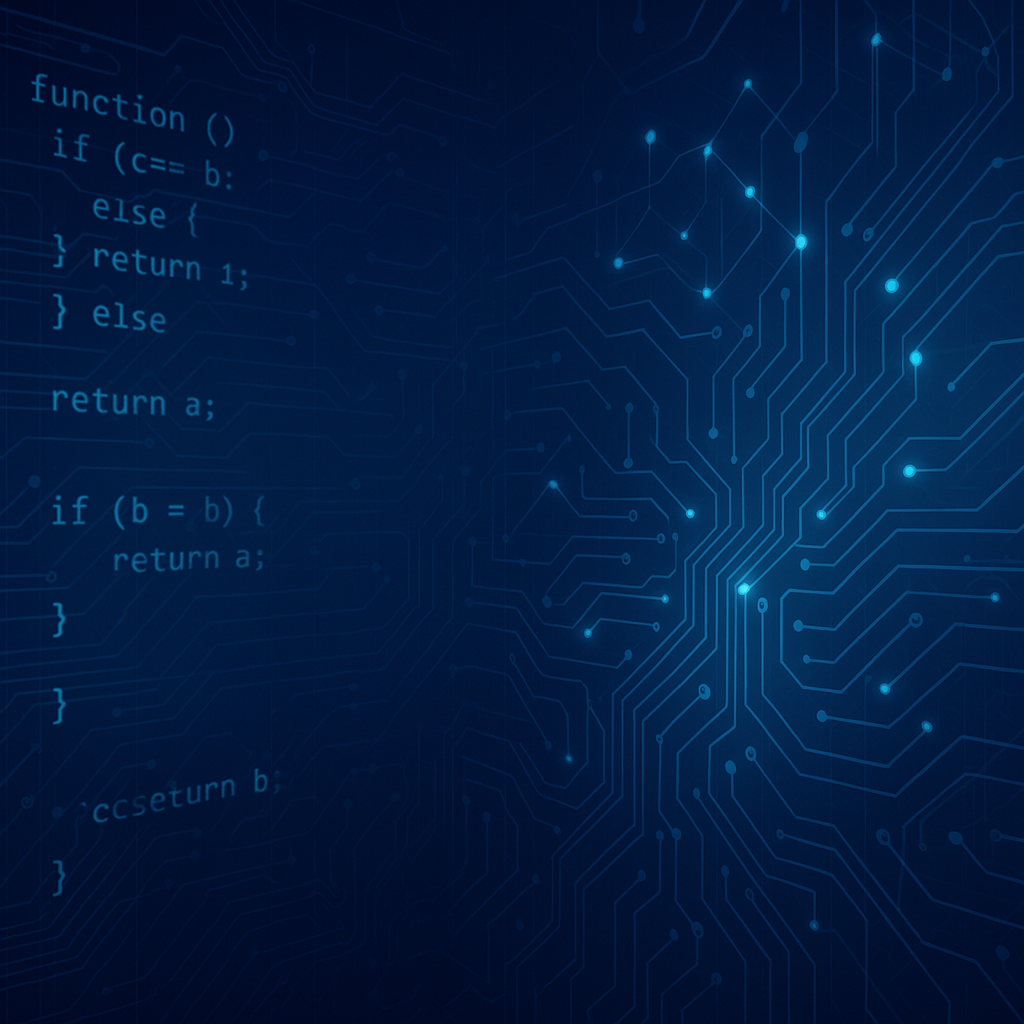 function ()
if (c== b:
else {
} return 1;
} else
return a;
if (b = b) {
return a;
}
}
ccseturn b;
}